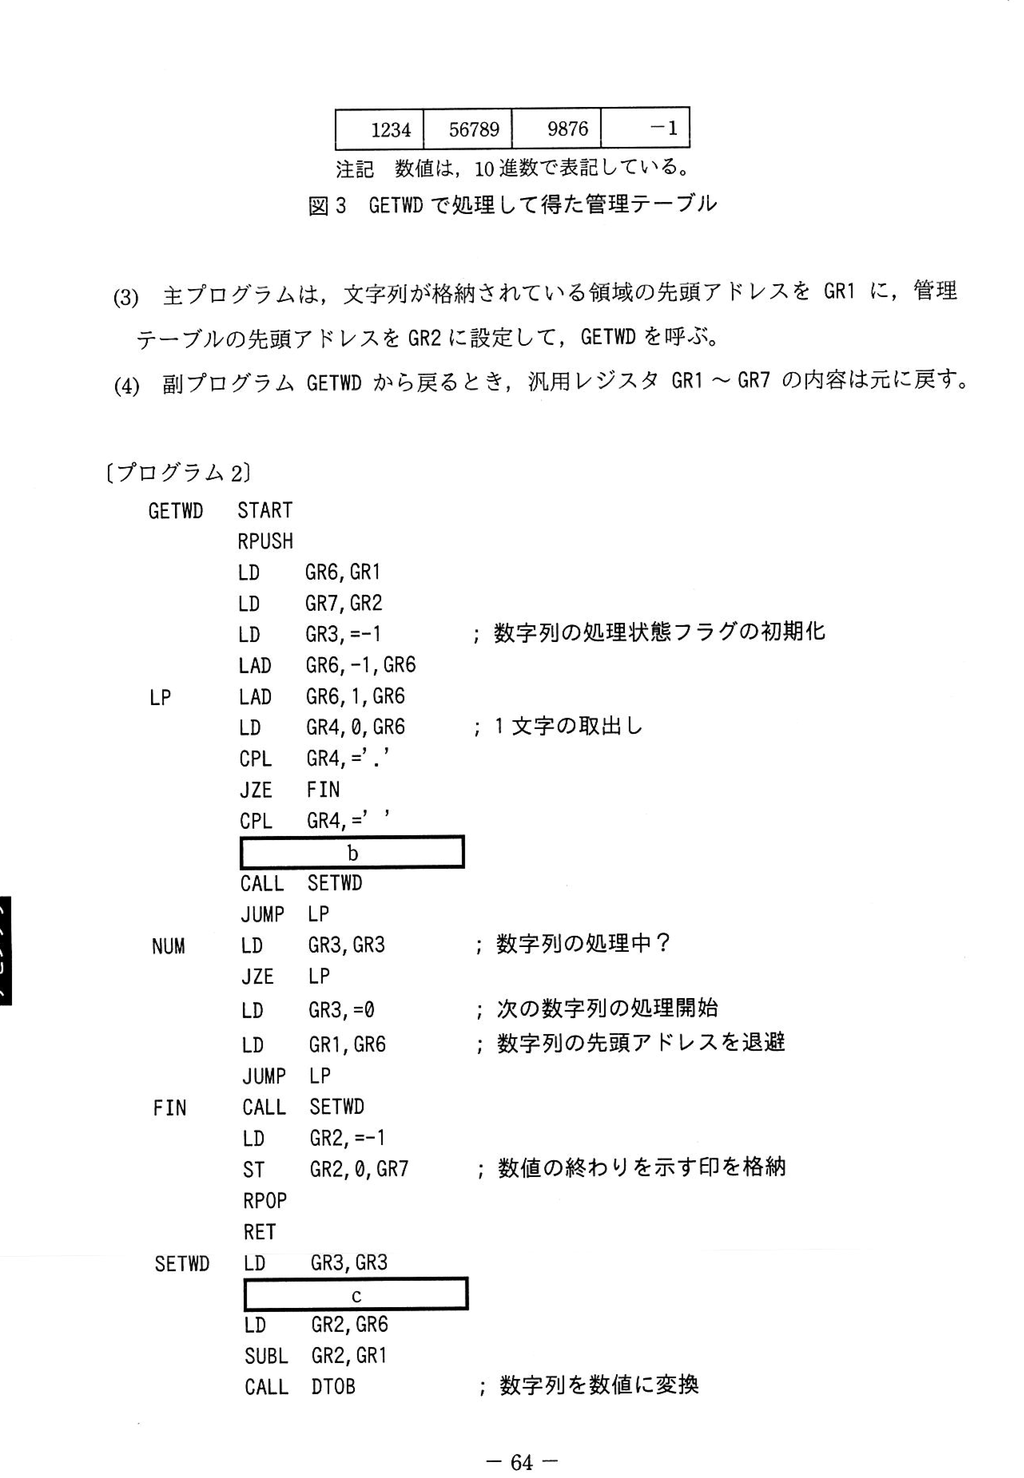 1234 56789 9876 －1
注記　数値は，10 進数で表記している。
図 3　GETWD で処理して得た管理テーブル
(3)　主プログラムは，文字列が格納されている領域の先頭アドレスを GR1 に，管理
テーブルの先頭アドレスを GR2 に設定して，GETWD を呼ぶ。
(4)　副プログラム GETWD から戻るとき，汎用レジスタ GR1 ～ GR7 の内容は元に戻す。
〔プログラム 2〕
GETWD START
RPUSH
LD GR6,GR1
LD GR7,GR2
LD GR3,=-1 ; 数字列の処理状態フラグの初期化
LAD GR6,-1,GR6
LP LAD GR6,1,GR6
LD GR4,0,GR6 ; 1 文字の取出し
CPL GR4,='.'
JZE FIN
CPL GR4,=' '
b
CALL SETWD
JUMP LP
NUM LD GR3,GR3 ; 数字列の処理中？
JZE LP
LD GR3,=0 ; 次の数字列の処理開始
LD GR1,GR6 ; 数字列の先頭アドレスを退避
JUMP LP
FIN CALL SETWD
LD GR2,=-1
ST GR2,0,GR7 ; 数値の終わりを示す印を格納
RPOP
RET
SETWD LD GR3,GR3
c
LD GR2,GR6
SUBL GR2,GR1
CALL DTOB ; 数字列を数値に変換
－ 64 －